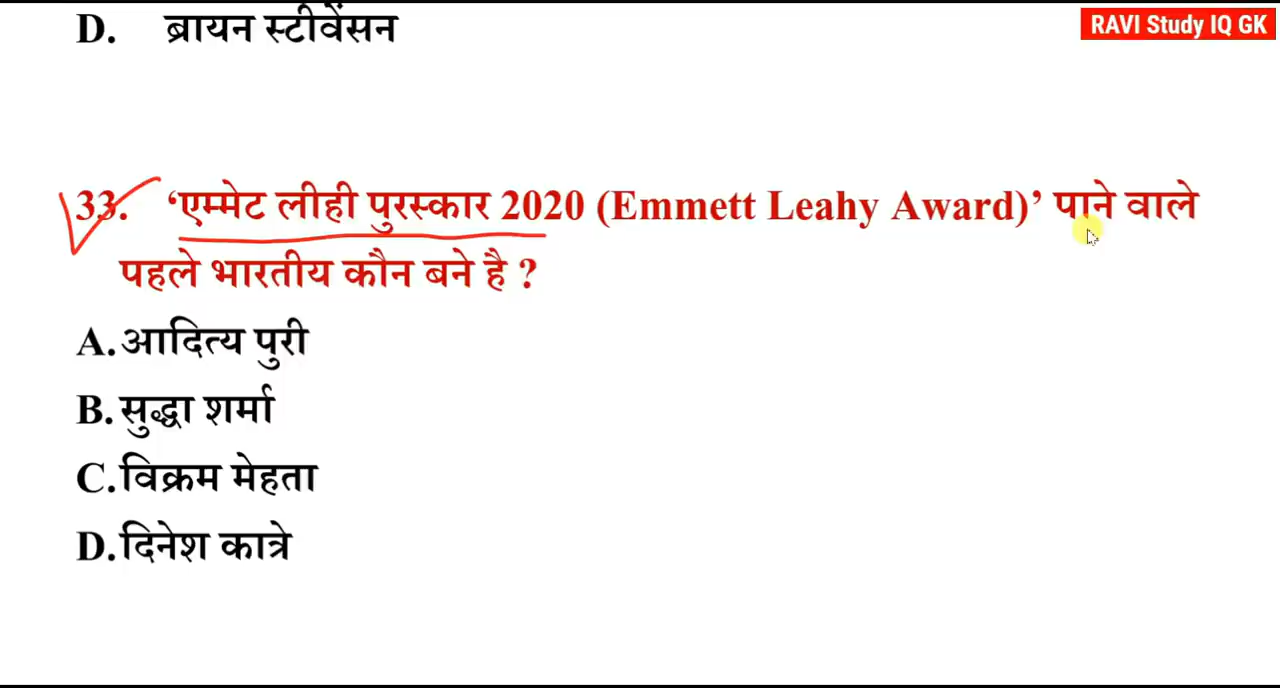 D. ब्रायन स्टीवेंसन
RAVI Study IQ GK
33. ‘एम्मेट लीही पुरस्कार 2020 (Emmett Leahy Award)’ पाने वाले
पहले भारतीय कौन बने है ?
A. आदित्य पुरी
B. सुद्धा शर्मा
C. विक्रम मेहता
D. दिनेश कात्रे